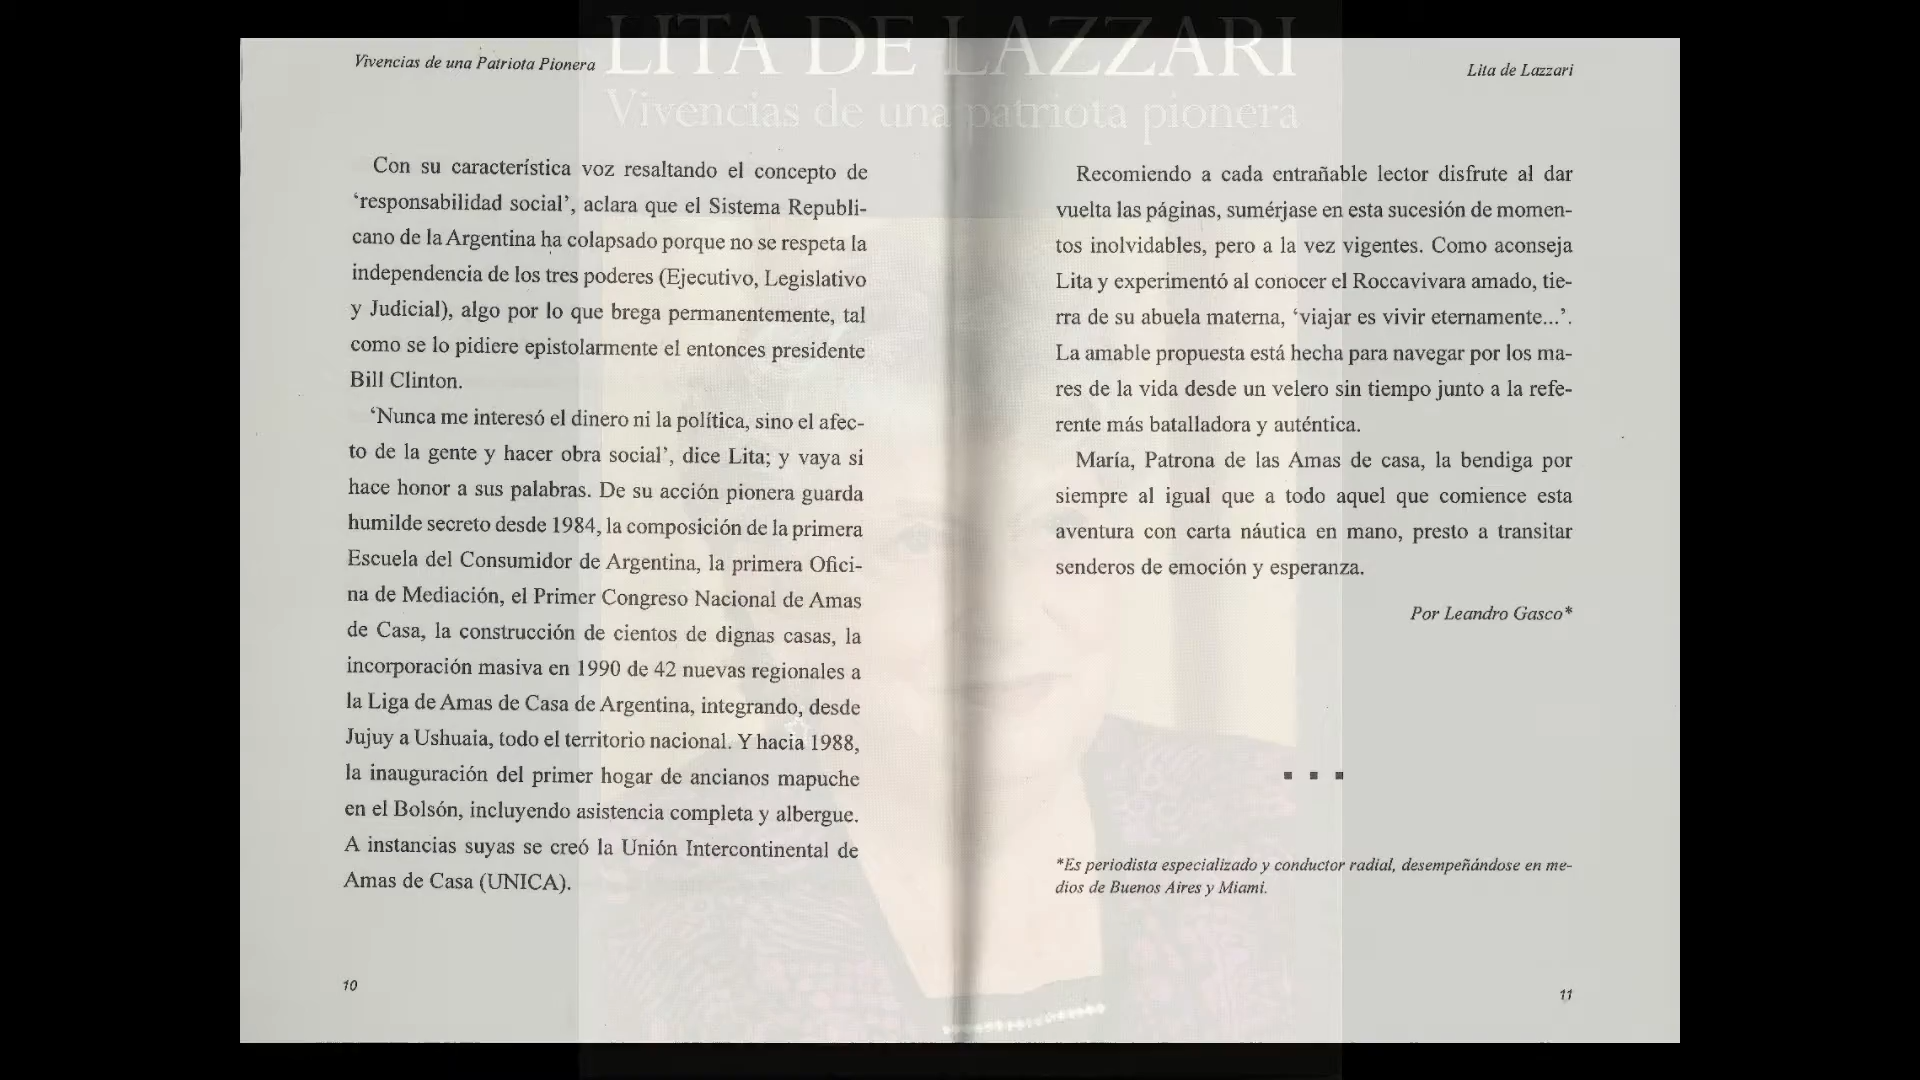 LITA DE LAZZARI
Vivencias de una patriota pionera
Vivencias de una Patriota Pionera
Con su característica voz resaltando el concepto de
‘responsabilidad social’, aclara que el Sistema Republi-
cano de la Argentina ha colapsado porque no se respeta la
independencia de los tres poderes (Ejecutivo, Legislativo
y Judicial), algo por lo que brega permanentemente, tal
como se lo pidiere epistolarmente el entonces presidente
Bill Clinton.
‘Nunca me interesó el dinero ni la política, sino el afec-
to de la gente y hacer obra social’, dice Lita; y vaya si
hace honor a sus palabras. De su acción pionera guarda
humilde secreto desde 1984, la composición de la primera
Escuela del Consumidor de Argentina, la primera Ofici-
na de Mediación, el Primer Congreso Nacional de Amas
de Casa, la construcción de cientos de dignas casas, la
incorporación masiva en 1990 de 42 nuevas regionales a
la Liga de Amas de Casa de Argentina, integrando, desde
Jujuy a Ushuaia, todo el territorio nacional. Y hacia 1988,
la inauguración del primer hogar de ancianos mapuche
en el Bolsón, incluyendo asistencia completa y albergue.
A instancias suyas se creó la Unión Intercontinental de
Amas de Casa (UNICA).
10
Lita de Lazzari
Recomiendo a cada entrañable lector disfrute al dar
vuelta las páginas, sumérjase en esta sucesión de momen-
tos inolvidables, pero a la vez vigentes. Como aconseja
Lita y experimentó al conocer el Roccavivara amado, tie-
rra de su abuela materna, ‘viajar es vivir eternamente...’.
La amable propuesta está hecha para navegar por los ma-
res de la vida desde un velero sin tiempo junto a la refe-
rente más batalladora y auténtica.
María, Patrona de las Amas de casa, la bendiga por
siempre al igual que a todo aquel que comience esta
aventura con carta náutica en mano, presto a transitar
senderos de emoción y esperanza.
Por Leandro Gasco*
*Es periodista especializado y conductor radial, desempeñándose en me-
dios de Buenos Aires y Miami.
11